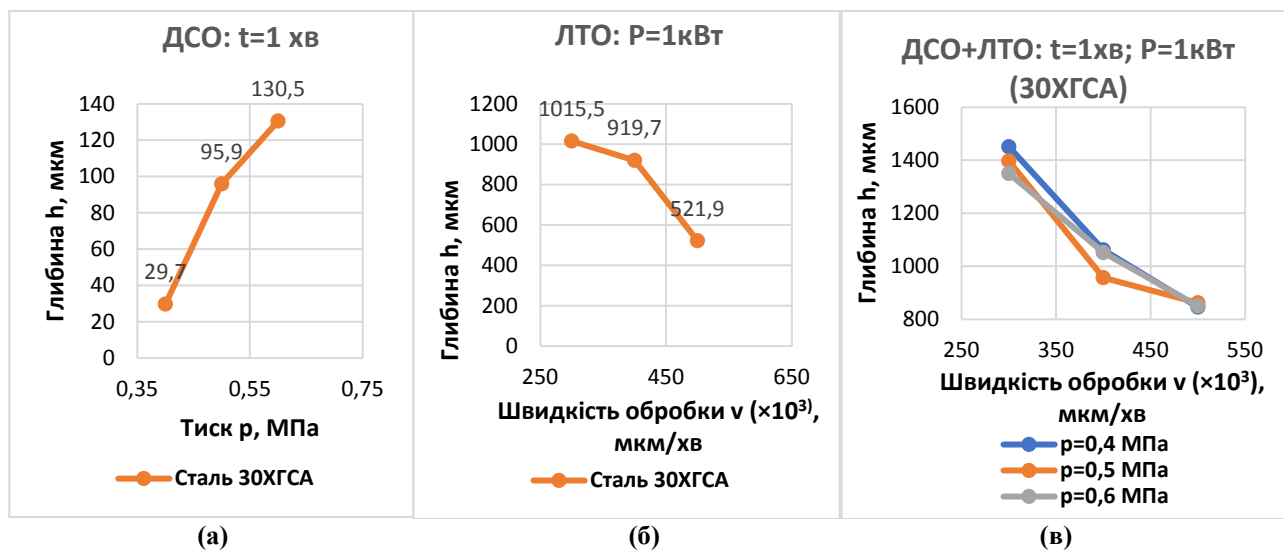 ДСО: t=1 хв
Глибина h, мкм
140
120
100
80
60
40
20
0
29,7
95,9
130,5
0,35
0,55
0,75
Тиск p, МПа
Сталь 30ХГСА
(а)
ЛТО: P=1кВт
Глибина h, мкм
1200
1000
800
600
400
200
0
1015,5
919,7
521,9
250
450
650
Швидкість обробки v (×10³⁾,
мкм/хв
Сталь 30ХГСА
(б)
ДСО+ЛТО: t=1хв; P=1кВт
(30ХГСА)
Глибина h, мкм
1600
1400
1200
1000
800
250
350
450
550
Швидкість обробки v (×10³),
мкм/хв
p=0,4 МПа
p=0,5 МПа
p=0,6 МПа
(в)